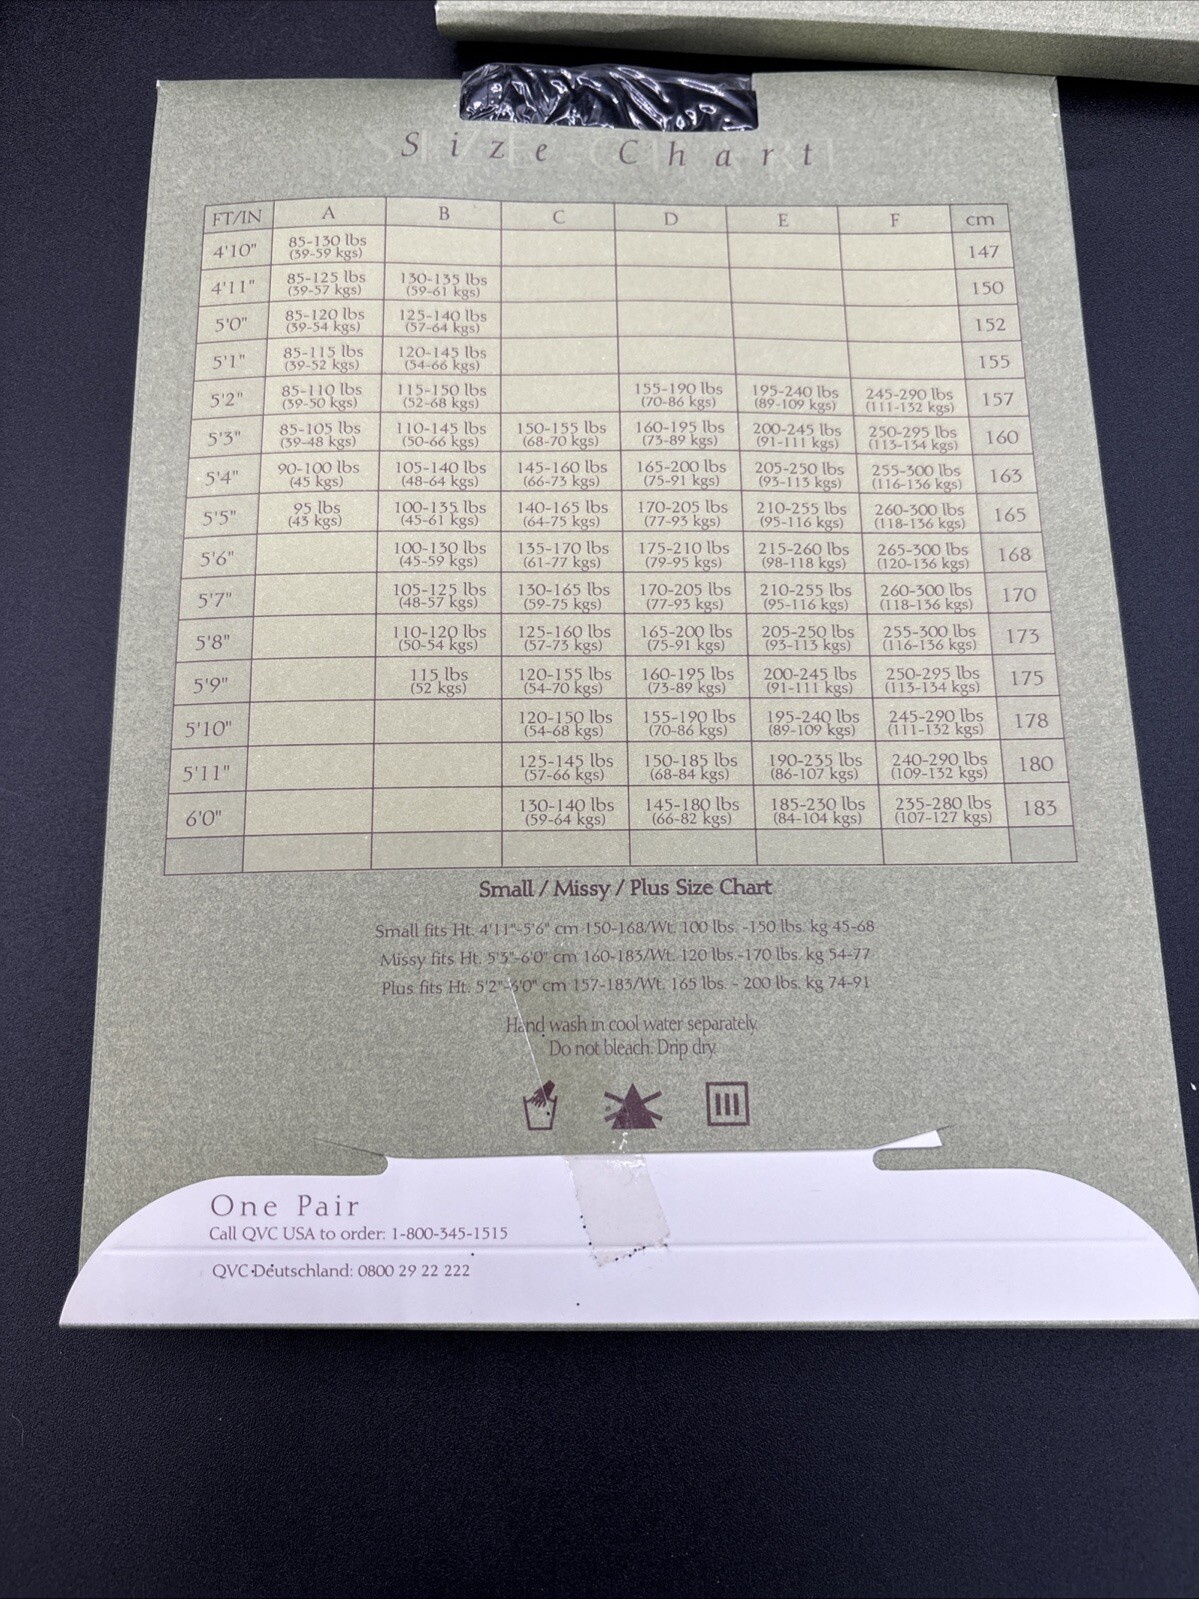 Size Chart
FT/IN A B C D E F cm
4'10" 85-130 lbs (39-59 kgs) 147
4'11" 85-125 lbs (39-57 kgs) 130-135 lbs (59-61 kgs) 150
5'0" 85-120 lbs (39-54 kgs) 125-140 lbs (57-64 kgs) 152
5'1" 85-115 lbs (39-52 kgs) 120-145 lbs (54-66 kgs) 155
5'2" 85-110 lbs (39-50 kgs) 115-150 lbs (52-68 kgs) 155-190 lbs (70-86 kgs) 195-240 lbs (89-109 kgs) 245-290 lbs (111-132 kgs) 157
5'3" 85-105 lbs (39-48 kgs) 110-145 lbs (50-66 kgs) 150-155 lbs (68-70 kgs) 160-195 lbs (73-89 kgs) 200-245 lbs (91-111 kgs) 250-295 lbs (113-134 kgs) 160
5'4" 90-100 lbs (45 kgs) 105-140 lbs (48-64 kgs) 145-160 lbs (66-73 kgs) 165-200 lbs (75-91 kgs) 205-250 lbs (93-113 kgs) 255-300 lbs (116-136 kgs) 163
5'5" 95 lbs (43 kgs) 100-135 lbs (45-61 kgs) 140-165 lbs (64-75 kgs) 170-205 lbs (77-93 kgs) 210-255 lbs (95-116 kgs) 260-300 lbs (118-136 kgs) 165
5'6" 100-130 lbs (45-59 kgs) 135-170 lbs (61-77 kgs) 175-210 lbs (79-95 kgs) 215-260 lbs (98-118 kgs) 265-300 lbs (120-136 kgs) 168
5'7" 105-125 lbs (48-57 kgs) 130-165 lbs (59-75 kgs) 170-205 lbs (77-93 kgs) 210-255 lbs (95-116 kgs) 260-300 lbs (118-136 kgs) 170
5'8" 110-120 lbs (50-54 kgs) 125-160 lbs (57-73 kgs) 165-200 lbs (75-91 kgs) 205-250 lbs (93-113 kgs) 255-300 lbs (116-136 kgs) 173
5'9" 115 lbs (52 kgs) 120-155 lbs (54-70 kgs) 160-195 lbs (73-89 kgs) 200-245 lbs (91-111 kgs) 250-295 lbs (113-134 kgs) 175
5'10" 120-150 lbs (54-68 kgs) 155-190 lbs (70-86 kgs) 195-240 lbs (89-109 kgs) 245-290 lbs (111-132 kgs) 178
5'11" 125-145 lbs (57-66 kgs) 150-185 lbs (68-84 kgs) 190-235 lbs (86-107 kgs) 240-290 lbs (109-132 kgs) 180
6'0" 130-140 lbs (59-64 kgs) 145-180 lbs (66-82 kgs) 185-230 lbs (84-104 kgs) 235-280 lbs (107-127 kgs) 183
Small / Missy / Plus Size Chart
Small fits Ht. 4'11"-5'6" cm 150-168/Wt. 100 lbs. -150 lbs. kg 45-68
Missy fits Ht. 5'3"-6'0" cm 160-183/Wt. 120 lbs.-170 lbs. kg 54-77
Plus fits Ht. 5'2"-6'0" cm 157-183/Wt. 165 lbs. - 200 lbs. kg 74-91
Hand wash in cool water separately.
Do not bleach. Drip dry.
One Pair
Call QVC USA to order: 1-800-345-1515
QVC Deutschland: 0800 29 22 222